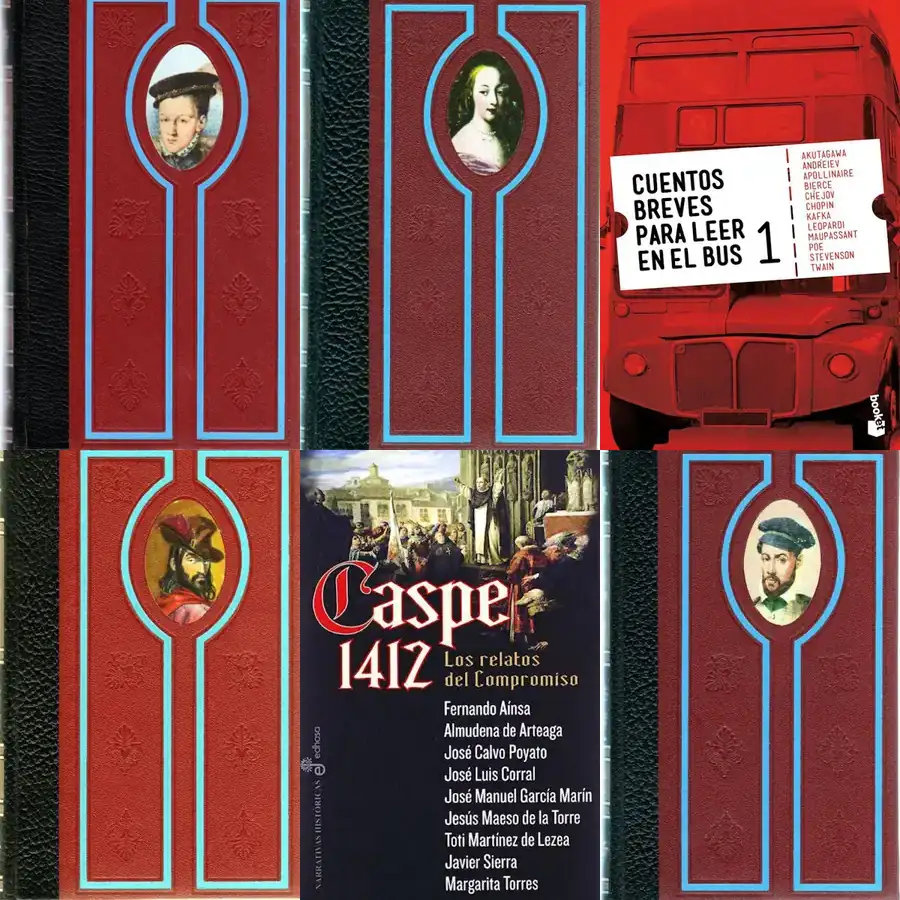 CUENTOS
BREVES
PARA LEER
EN EL BUS 1
AKUTAGAWA
ANDREIEV
APOLLINAIRE
BIERCE
CHEJOV
CHOPIN
KAFKA
LEOPARDI
MAUPASSANT
POE
STEVENSON
TWAIN
booket
Caspe
1412
Los relatos
del Compromiso
Fernando Aínsa
Almudena de Arteaga
José Calvo Poyato
José Luis Corral
José Manuel García Marín
Jesús Maeso de la Torre
Toti Martínez de Lezea
Javier Sierra
Margarita Torres
NARRATIVAS HISTÓRICAS
edhasa